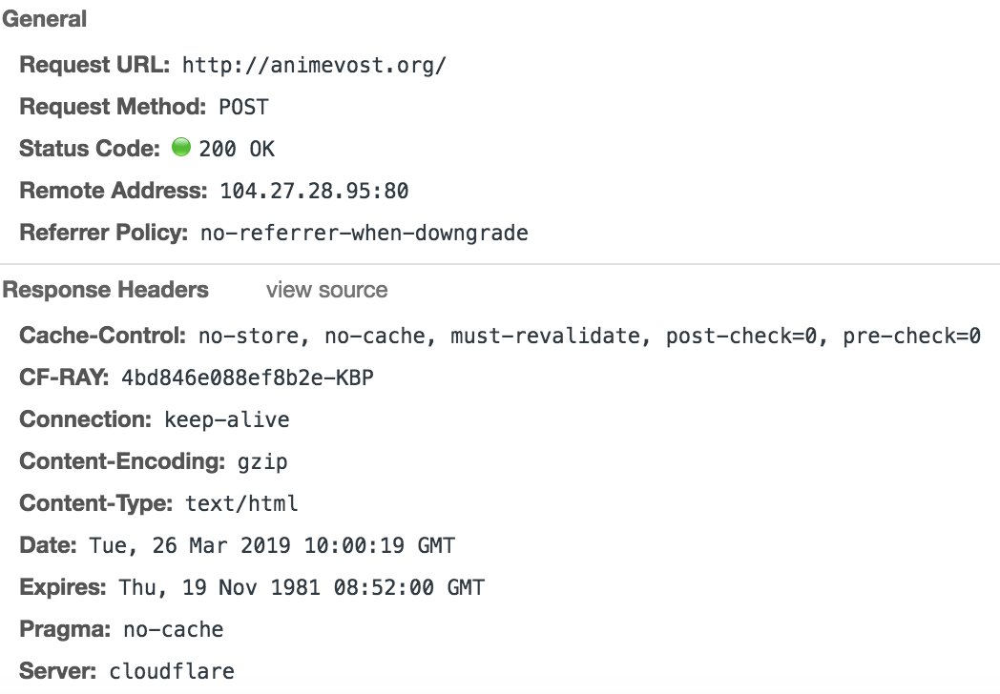 General
Request URL: http://animevost.org/
Request Method: POST
Status Code: 200 OK
Remote Address: 104.27.28.95:80
Referrer Policy: no-referrer-when-downgrade
Response Headers view source
Cache-Control: no-store, no-cache, must-revalidate, post-check=0, pre-check=0
CF-RAY: 4bd846e088ef8b2e-KBP
Connection: keep-alive
Content-Encoding: gzip
Content-Type: text/html
Date: Tue, 26 Mar 2019 10:00:19 GMT
Expires: Thu, 19 Nov 1981 08:52:00 GMT
Pragma: no-cache
Server: cloudflare